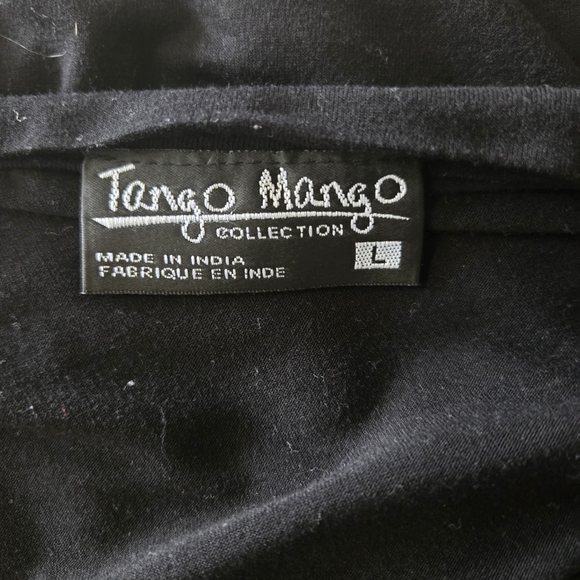 Tango Mango
COLLECTION
MADE IN INDIA
FABRIQUE EN INDE
L